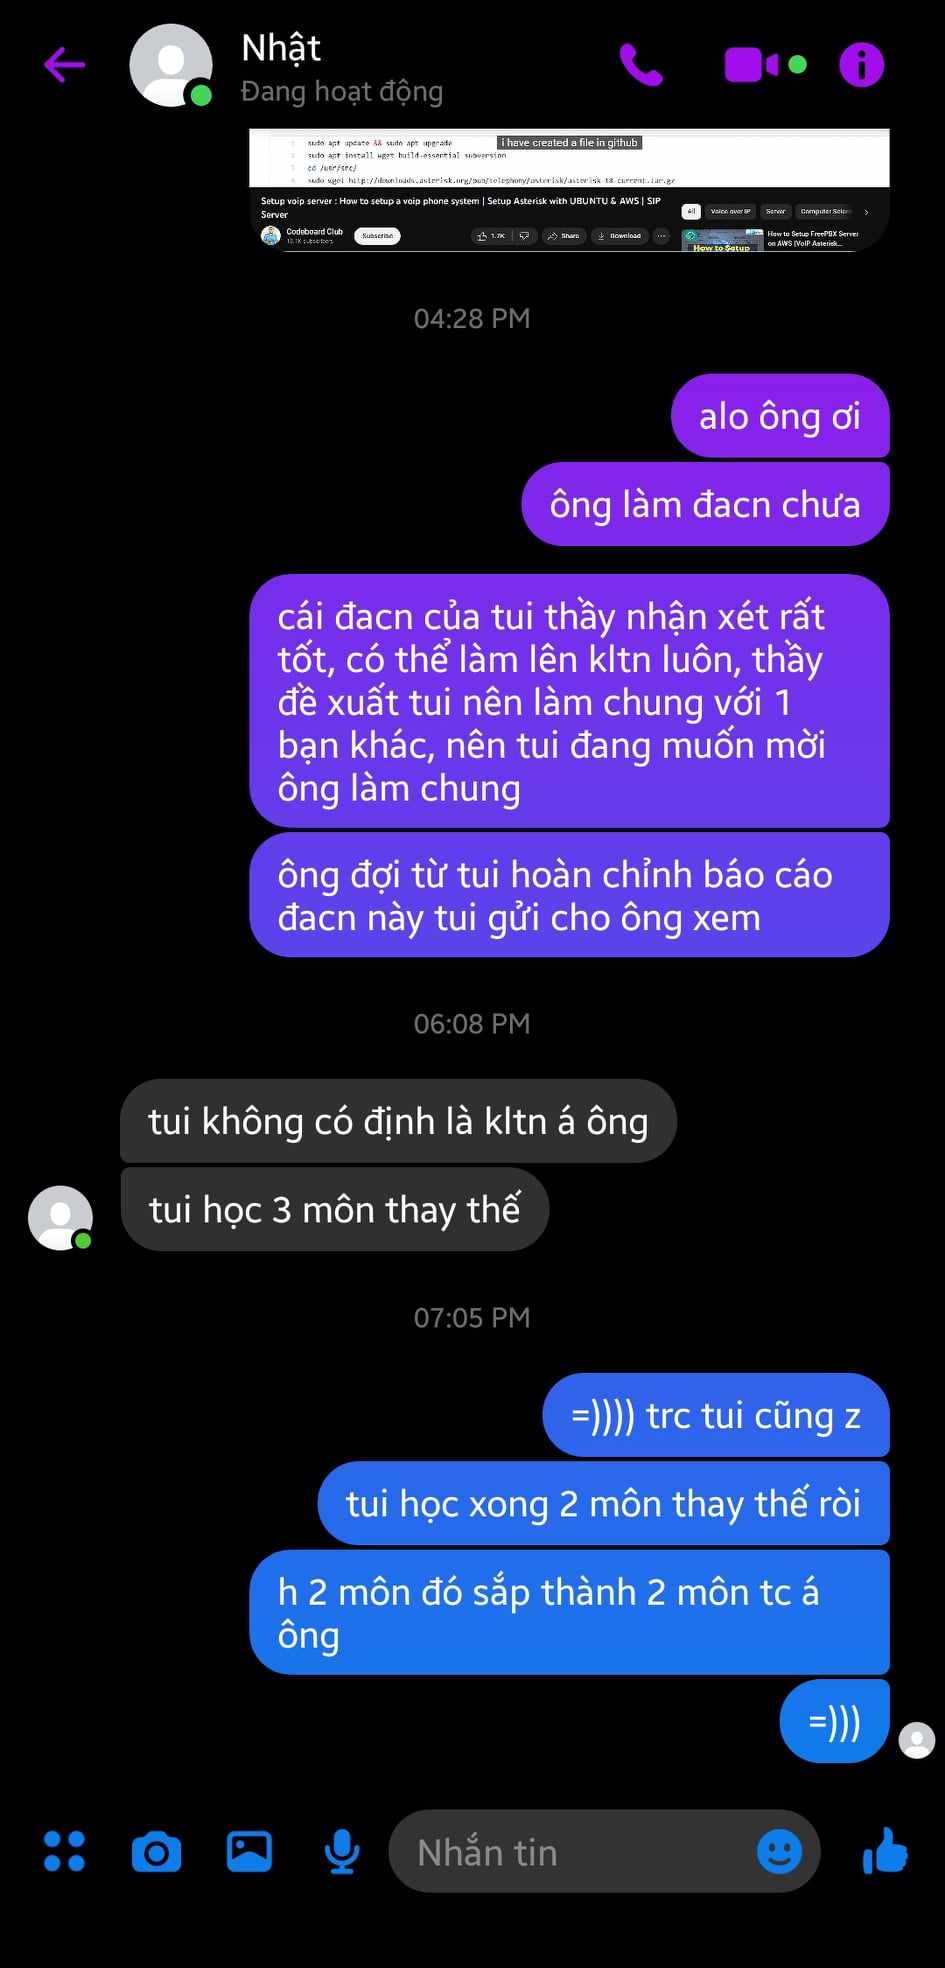 Nhật
Đang hoạt động
sudo apt update && sudo apt upgrade
i have created a file in github
sudo apt install wget build-essential subversion
cd /usr/src/
sudo wget http://downloads.asterisk.org/pub/telephony/asterisk/asterisk-18-current.tar.gz
Setup voip server : How to setup a voip phone system | Setup Asterisk with UBUNTU & AWS | SIP
Server
All Voice over IP Server Computer Scienc
Codeboard Club
subscribers
Subscribe
1.7K Share Download ...
How to Setup FreePBX Server
on AWS (VoIP Asterisk...
How to Setup
04:28 PM
alo ông ơi
ông làm đacn chưa
cái đacn của tui thầy nhận xét rất
tốt, có thể làm lên kltn luôn, thầy
đề xuất tui nên làm chung với 1
bạn khác, nên tui đang muốn mời
ông làm chung
ông đợi từ tui hoàn chỉnh báo cáo
đacn này tui gửi cho ông xem
06:08 PM
tui không có định là kltn á ông
tui học 3 môn thay thế
07:05 PM
=)))) trc tui cũng z
tui học xong 2 môn thay thế ròi
h 2 môn đó sắp thành 2 môn tc á
ông
=)))
Nhắn tin